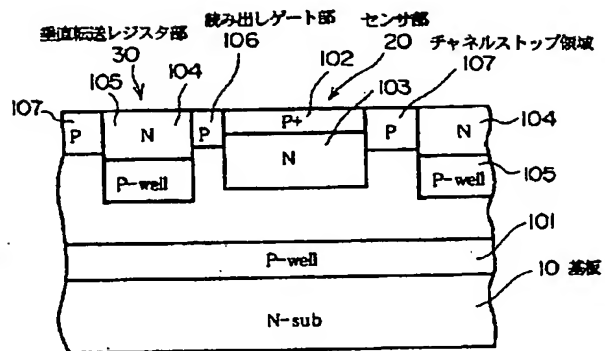 垂直転送レジスタ部
30
読み出しゲート部
106
センサ部
20
チャネルストップ領域
107
105
104
102
103
107
P
N
P
P+
P
N
104
N
P-well
P-well
105
P-well
101
10 基板
N-sub